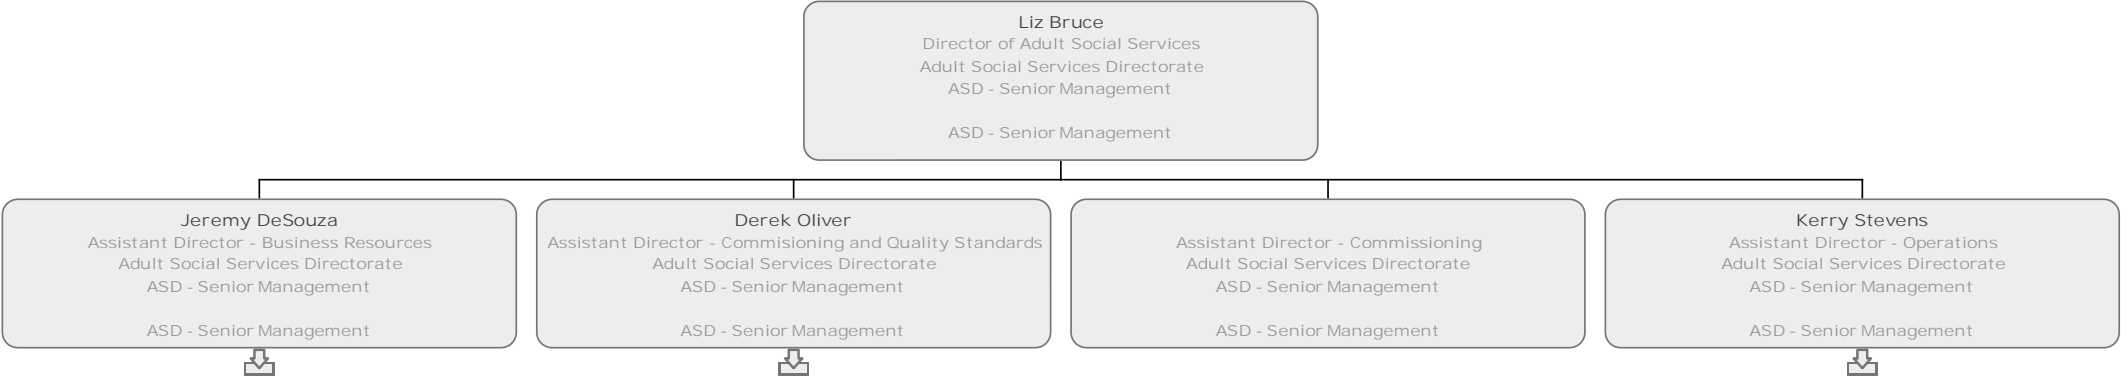 Liz Bruce
Director of Adult Social Services
Adult Social Services Directorate
ASD - Senior Management
ASD - Senior Management
Jeremy DeSouza
Assistant Director - Business Resources
Adult Social Services Directorate
ASD - Senior Management
ASD - Senior Management
Derek Oliver
Assistant Director - Commisioning and Quality Standards
Adult Social Services Directorate
ASD - Senior Management
ASD - Senior Management
Assistant Director - Commissioning
Adult Social Services Directorate
ASD - Senior Management
ASD - Senior Management
Kerry Stevens
Assistant Director - Operations
Adult Social Services Directorate
ASD - Senior Management
ASD - Senior Management